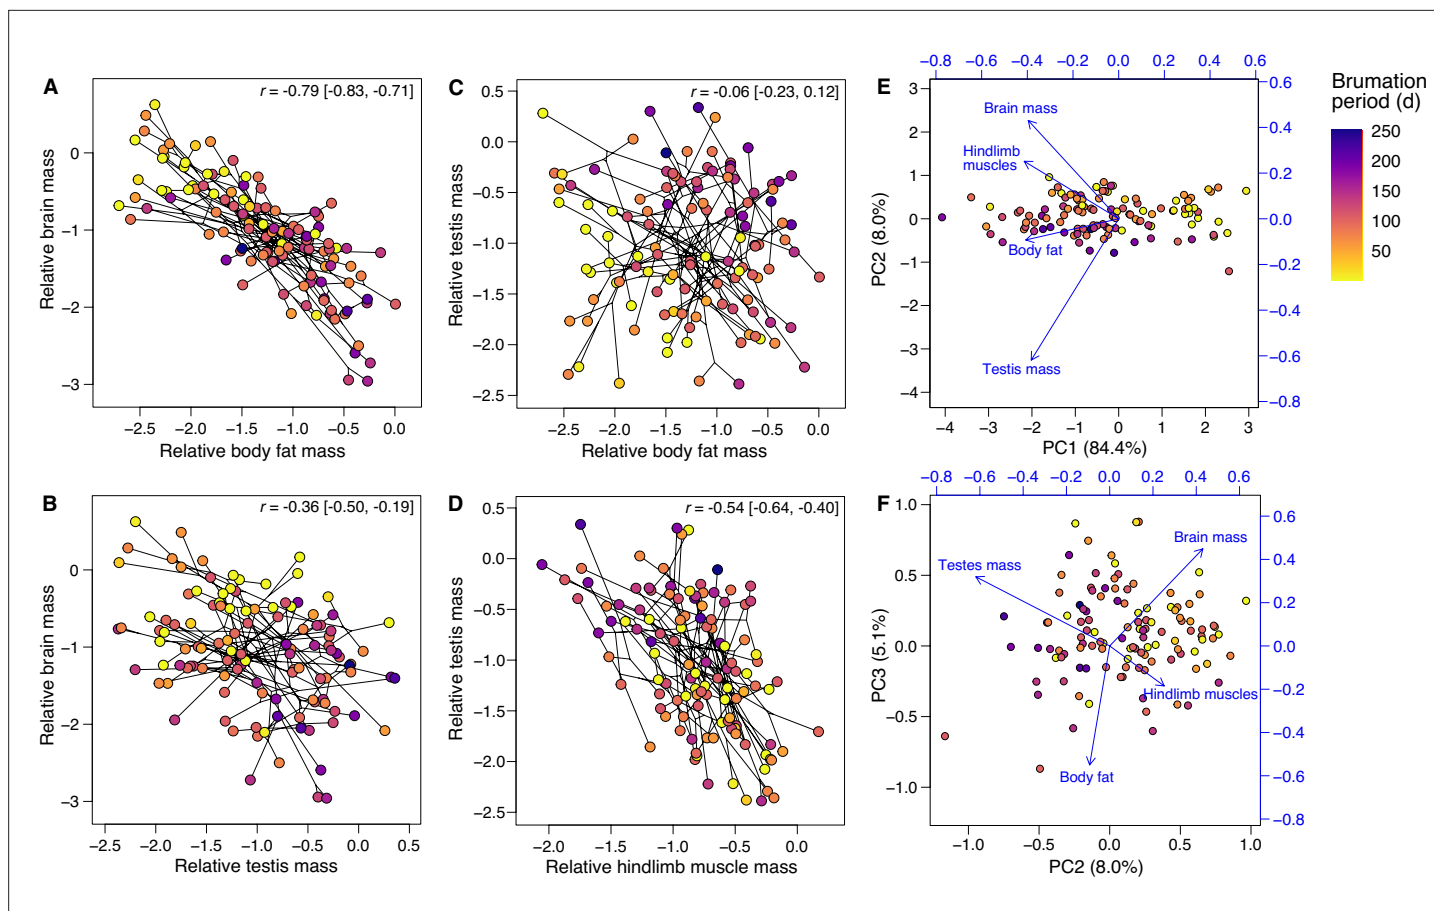 A
r = -0.79 [-0.83, -0.71]
Relative brain mass
0
−1
−2
−3
−2.5 −2.0 −1.5 −1.0 −0.5 0.0
Relative body fat mass
C
r = -0.06 [-0.23, 0.12]
Relative testis mass
0.5
0.0
−0.5
−1.0
−1.5
−2.0
−2.5
−2.5 −2.0 −1.5 −1.0 −0.5 0.0
Relative body fat mass
E
−0.8 −0.6 −0.4 −0.2 0.0 0.2 0.4 0.6
PC2 (8.0%)
3
2
1
0
−1
−2
−3
−4
Brain mass
Hindlimb
muscles
Body fat
Testis mass
0.6
0.4
0.2
0.0
−0.2
−0.4
−0.6
−0.8
−4 −3 −2 −1 0 1 2 3
PC1 (84.4%)
Brumation
period (d)
250
200
150
100
50
B
r = -0.36 [-0.50, -0.19]
Relative brain mass
0
−1
−2
−3
−2.5 −2.0 −1.5 −1.0 −0.5 0.0 0.5
Relative testis mass
D
r = -0.54 [-0.64, -0.40]
Relative testis mass
0.5
0.0
−0.5
−1.0
−1.5
−2.0
−2.5
−2.0 −1.5 −1.0 −0.5 0.0
Relative hindlimb muscle mass
F
−0.8 −0.6 −0.4 −0.2 0.0 0.2 0.4 0.6
PC3 (5.1%)
1.0
0.5
0.0
−0.5
−1.0
Brain mass
Testes mass
Hindlimb muscles
Body fat
0.6
0.4
0.2
0.0
−0.2
−0.4
−0.6
−0.8
−1.0 −0.5 0.0 0.5 1.0
PC2 (8.0%)